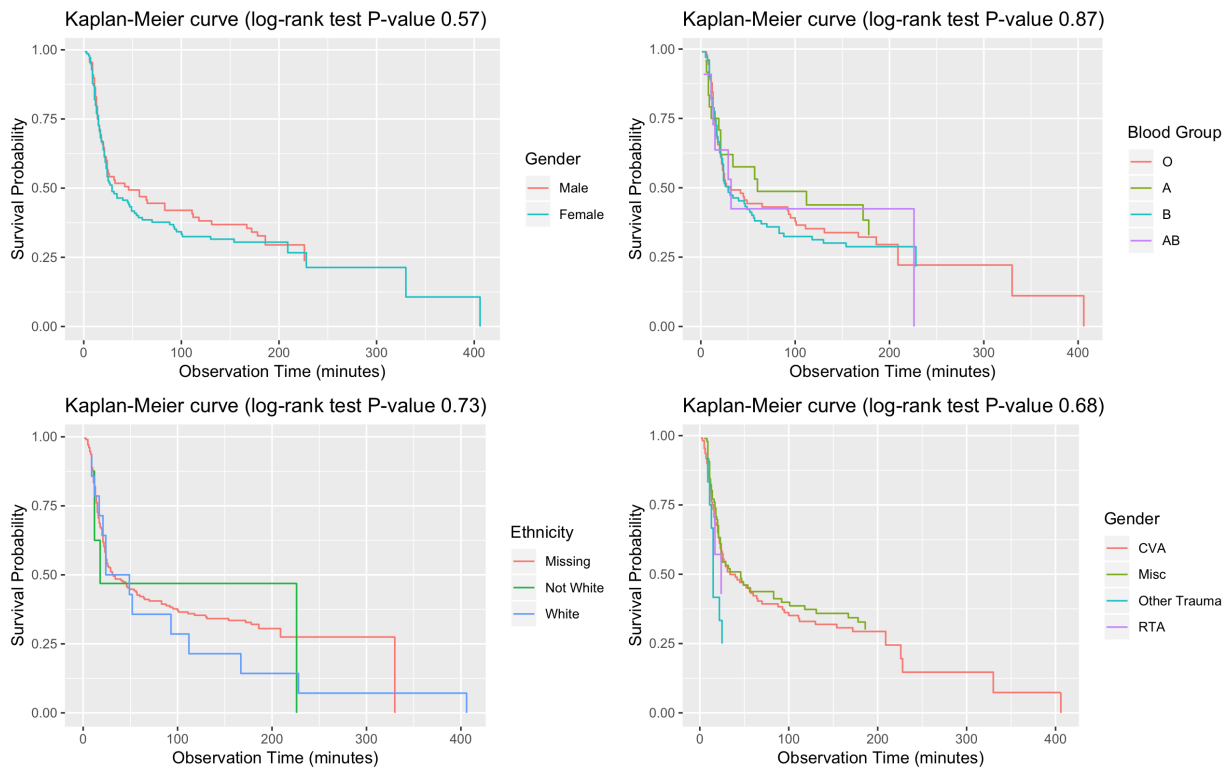 Kaplan-Meier curve (log-rank test P-value 0.57)
1.00
0.75
0.50
0.25
0.00
Survival Probability
0 100 200 300 400
Observation Time (minutes)
Gender
Male
Female
Kaplan-Meier curve (log-rank test P-value 0.87)
1.00
0.75
0.50
0.25
0.00
Survival Probability
0 100 200 300 400
Observation Time (minutes)
Blood Group
O
A
B
AB
Kaplan-Meier curve (log-rank test P-value 0.73)
1.00
0.75
0.50
0.25
0.00
Survival Probability
0 100 200 300 400
Observation Time (minutes)
Ethnicity
Missing
Not White
White
Kaplan-Meier curve (log-rank test P-value 0.68)
1.00
0.75
0.50
0.25
0.00
Survival Probability
0 100 200 300 400
Observation Time (minutes)
Gender
CVA
Misc
Other Trauma
RTA